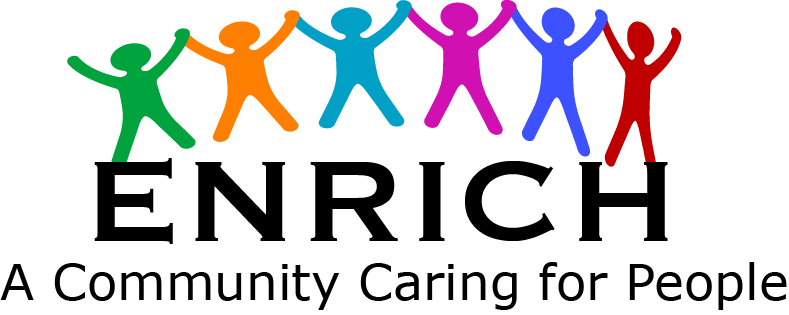 ENRICH
A Community Caring for People